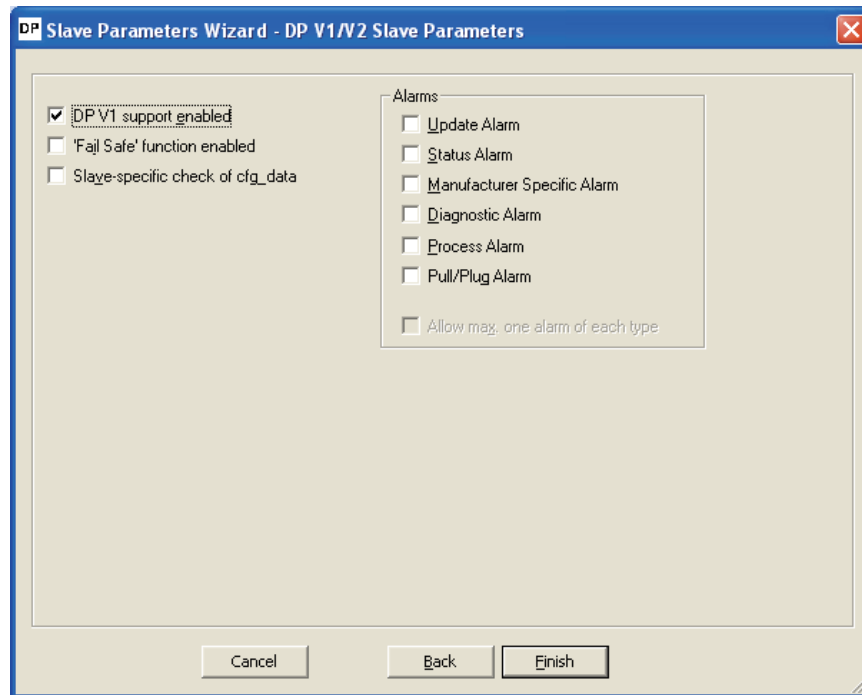 DP Slave Parameters Wizard - DP V1/V2 Slave Parameters
DP V1 support enabled
'Fail Safe' function enabled
Slave-specific check of cfg_data
Alarms
Update Alarm
Status Alarm
Manufacturer Specific Alarm
Diagnostic Alarm
Process Alarm
Pull/Plug Alarm
Allow max. one alarm of each type
Cancel
Back
Finish